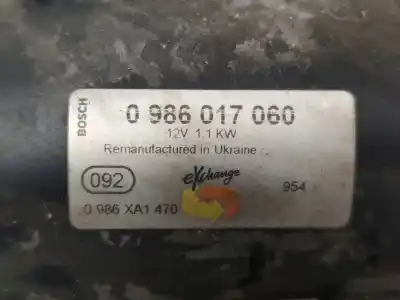 BOSCH
0 986 017 060
12V 1,1 KW
Remanufactured in Ukraine
092
eXchange
954
0 986 XA1 470